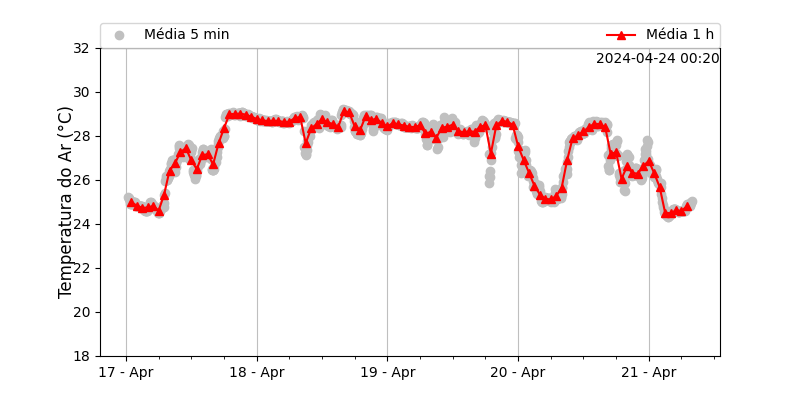 Média 5 min
Média 1 h
2024-04-24 00:20
Temperatura do Ar (°C)
32
30
28
26
24
22
20
18
17 - Apr
18 - Apr
19 - Apr
20 - Apr
21 - Apr